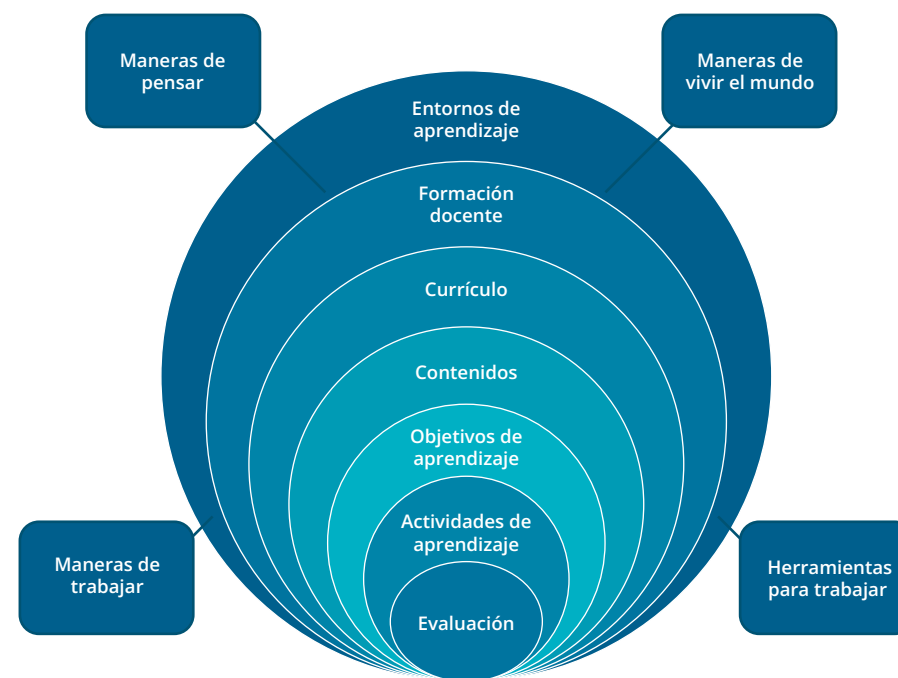 Maneras de
pensar
Maneras de
vivir el mundo
Entornos de
aprendizaje
Formación
docente
Currículo
Contenidos
Objetivos de
aprendizaje
Actividades de
aprendizaje
Evaluación
Maneras de
trabajar
Herramientas
para trabajar